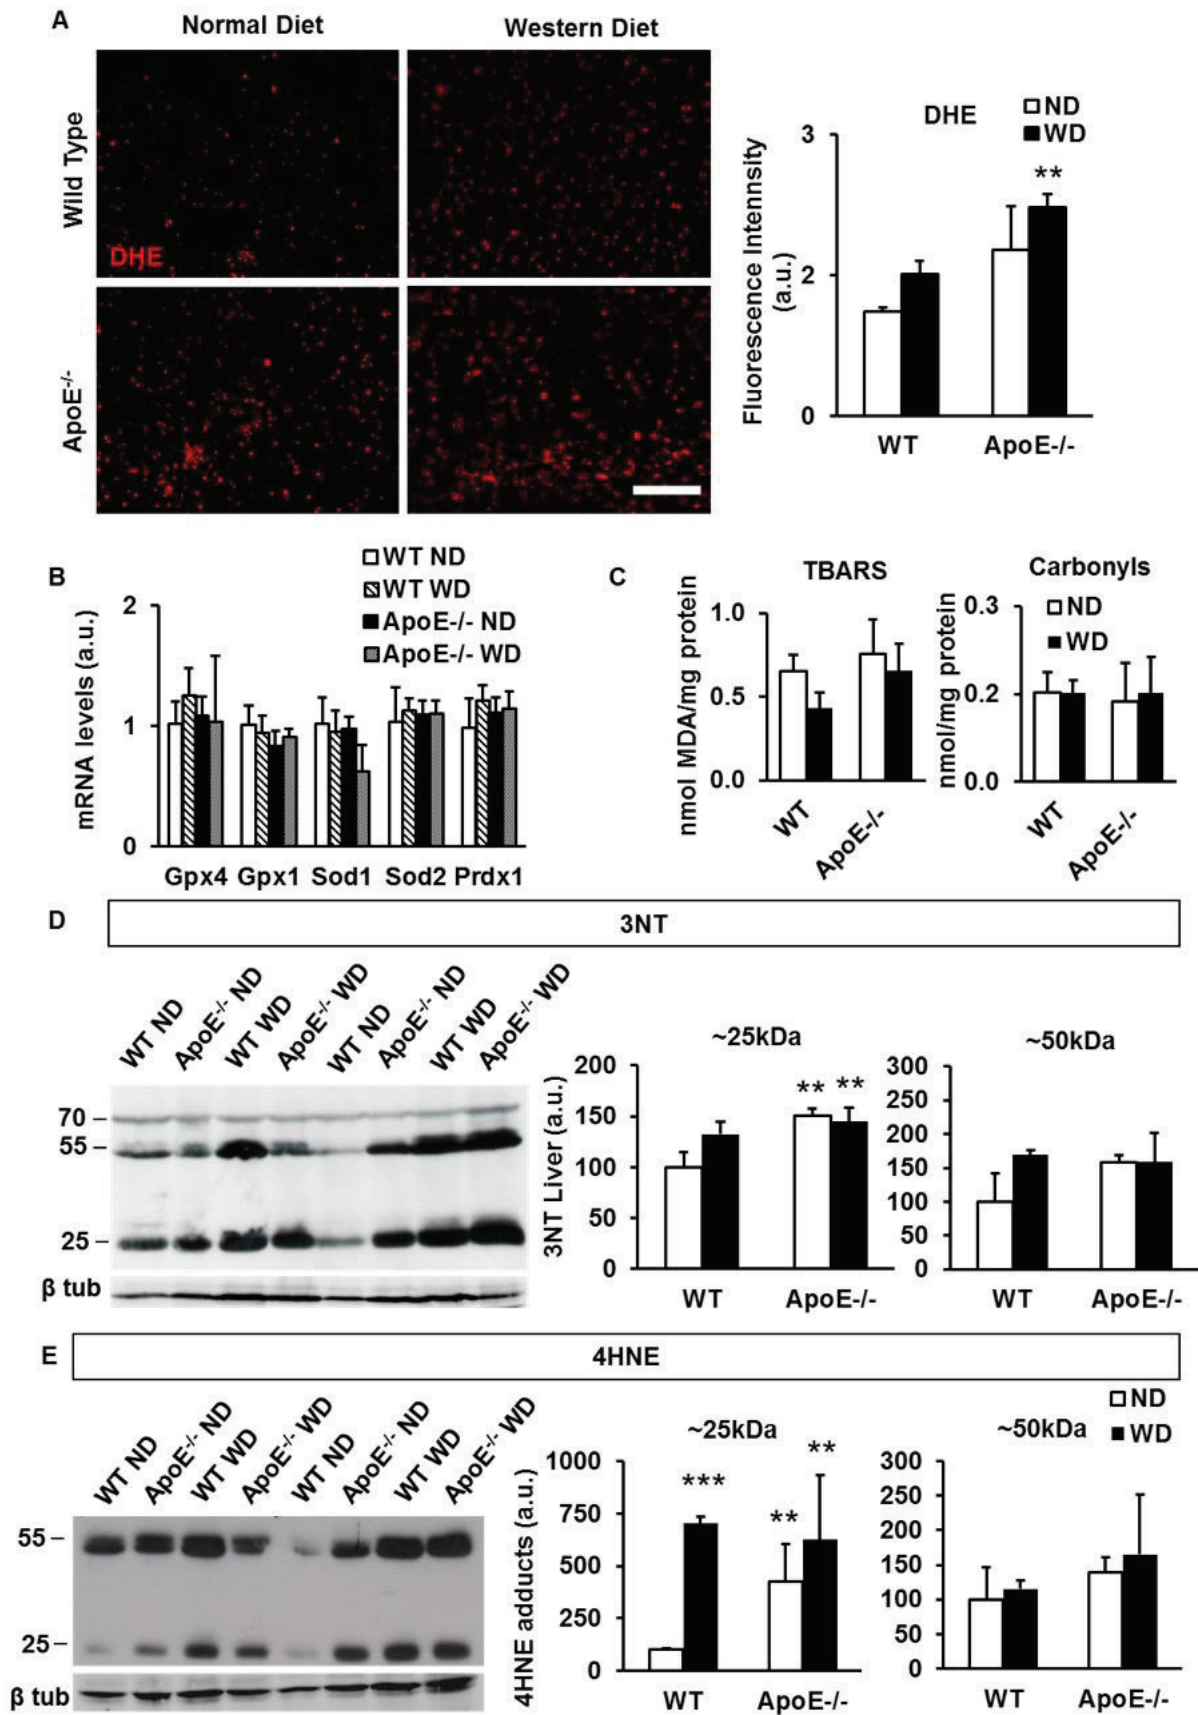 A
Normal Diet
Western Diet
Wild Type
DHE
ApoE-/-
DHE
ND
WD
Fluorescence Intennsity
(a.u.)
3
2
0
**
WT
ApoE-/-
B
WT ND
WT WD
ApoE-/- ND
ApoE-/- WD
mRNA levels (a.u.)
2
1
0
Gpx4 Gpx1 Sod1 Sod2 Prdx1
C
TBARS
nmol MDA/mg protein
1.0
0.5
0.0
WT
ApoE-/-
Carbonyls
ND
WD
nmol/mg protein
0.3
0.2
0.0
WT
ApoE-/-
D
3NT
WT ND
ApoE-/- ND
WT WD
ApoE-/- WD
WT ND
ApoE-/- ND
WT WD
ApoE-/- WD
70
55
25
β tub
~25kDa
3NT Liver (a.u.)
200
150
100
50
0
** **
WT
ApoE-/-
~50kDa
300
250
200
150
100
50
0
WT
ApoE-/-
E
4HNE
WT ND
ApoE-/- ND
WT WD
ApoE-/- WD
WT ND
ApoE-/- ND
WT WD
ApoE-/- WD
55
25
β tub
~25kDa
4HNE adducts (a.u.)
1000
750
500
250
0
***
**
**
WT
ApoE-/-
~50kDa
ND
WD
300
250
200
150
100
50
0
WT
ApoE-/-